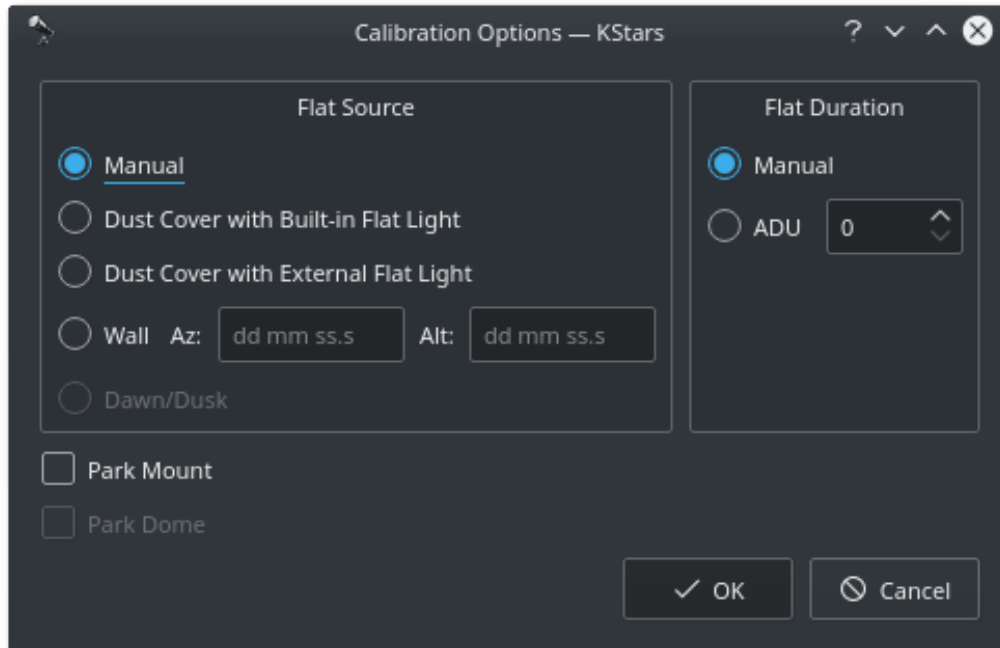 Calibration Options — KStars
Flat Source
Manual
Dust Cover with Built-in Flat Light
Dust Cover with External Flat Light
Wall Az: dd mm ss.s Alt: dd mm ss.s
Dawn/Dusk
Flat Duration
Manual
ADU 0
Park Mount
Park Dome
OK Cancel